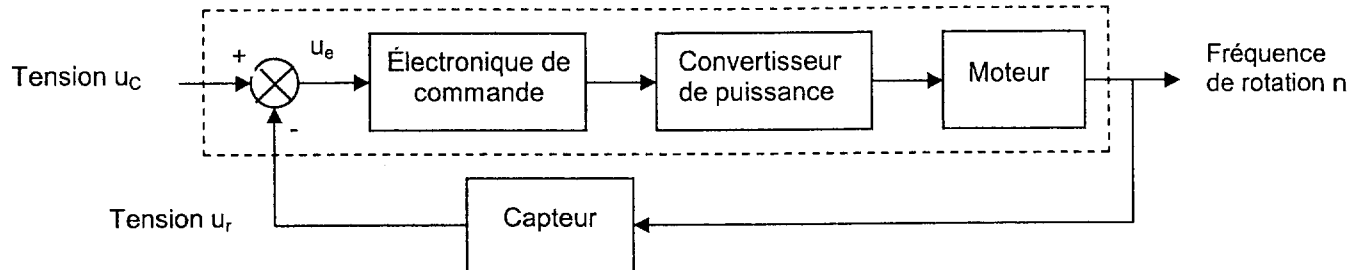 Tension u_C
+
-
u_e
Électronique de
commande
Convertisseur
de puissance
Moteur
Fréquence
de rotation n
Tension u_r
Capteur